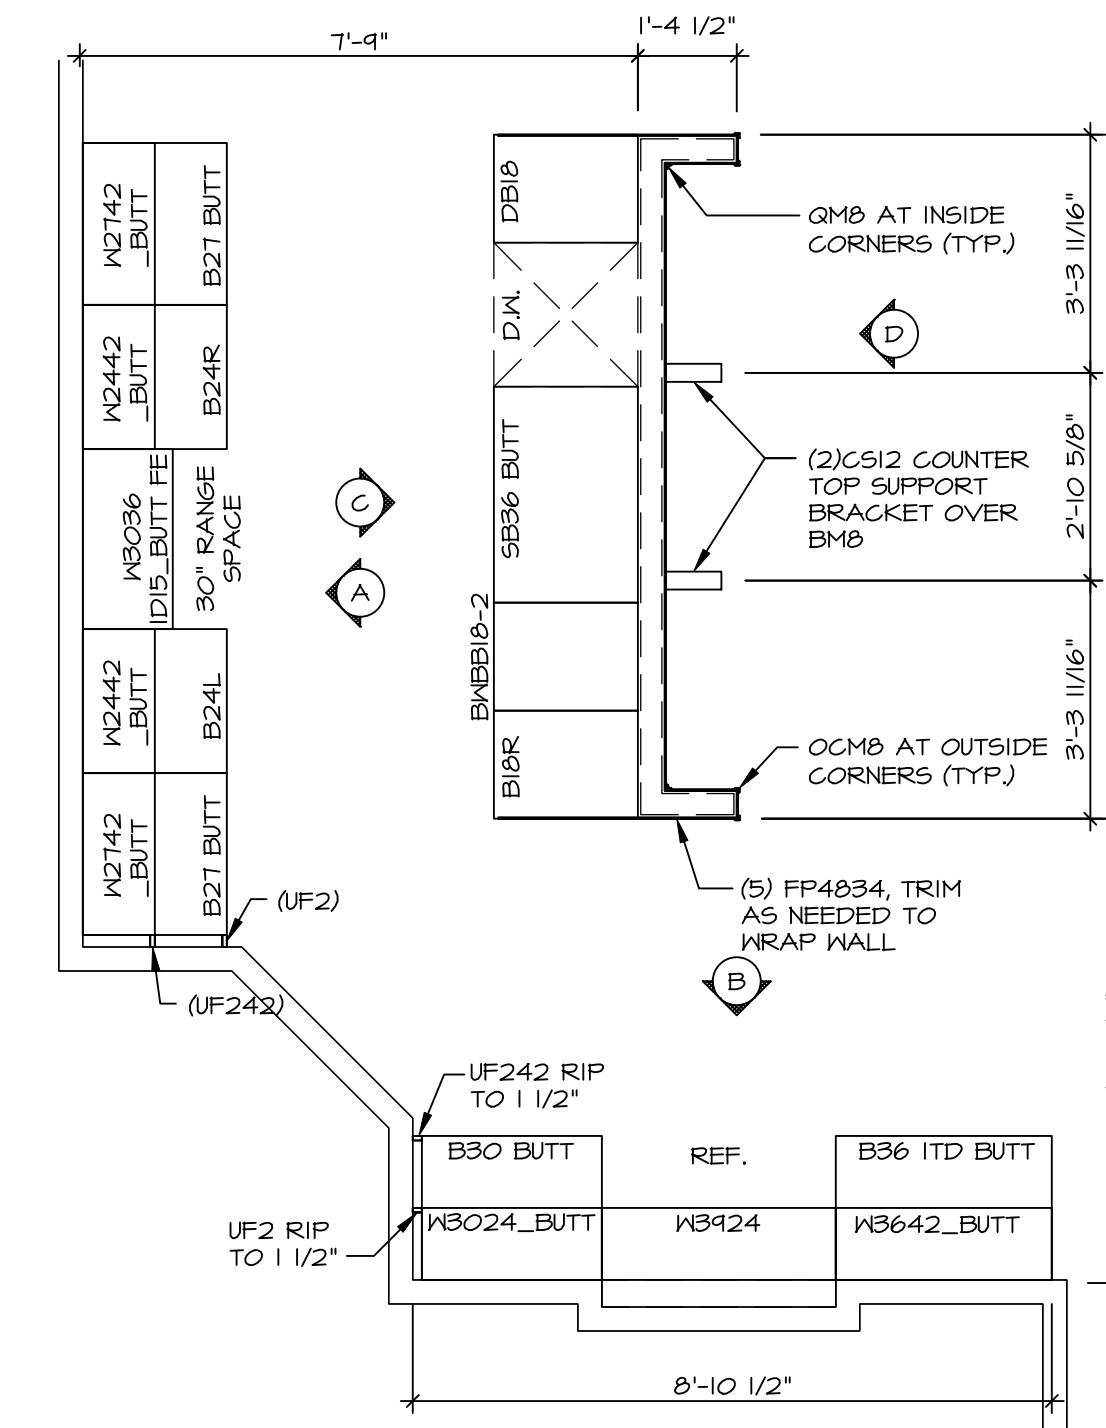 7'-9"
1'-4 1/2"
W2742
_BUTT
B27 BUTT
DB18
QM8 AT INSIDE
CORNERS (TYP.)
3'-3 11/16"
D.W.
D
W2442
_BUTT
B24R
W3036
1D15_BUTT FE
30" RANGE
SPACE
C
A
SB36 BUTT
(2)CS12 COUNTER
TOP SUPPORT
BRACKET OVER
BM8
2'-10 5/8"
BWBB18-2
W2442
_BUTT
B24L
B18R
OCM8 AT OUTSIDE
CORNERS (TYP.)
3'-3 11/16"
W2742
_BUTT
B27 BUTT
(UF2)
(5) FP4834, TRIM
AS NEEDED TO
WRAP WALL
B
(UF242)
UF242 RIP
TO 1 1/2"
B30 BUTT
REF.
B36 1TD BUTT
UF2 RIP
TO 1 1/2"
W3024_BUTT
W3924
W3642_BUTT
8'-10 1/2"